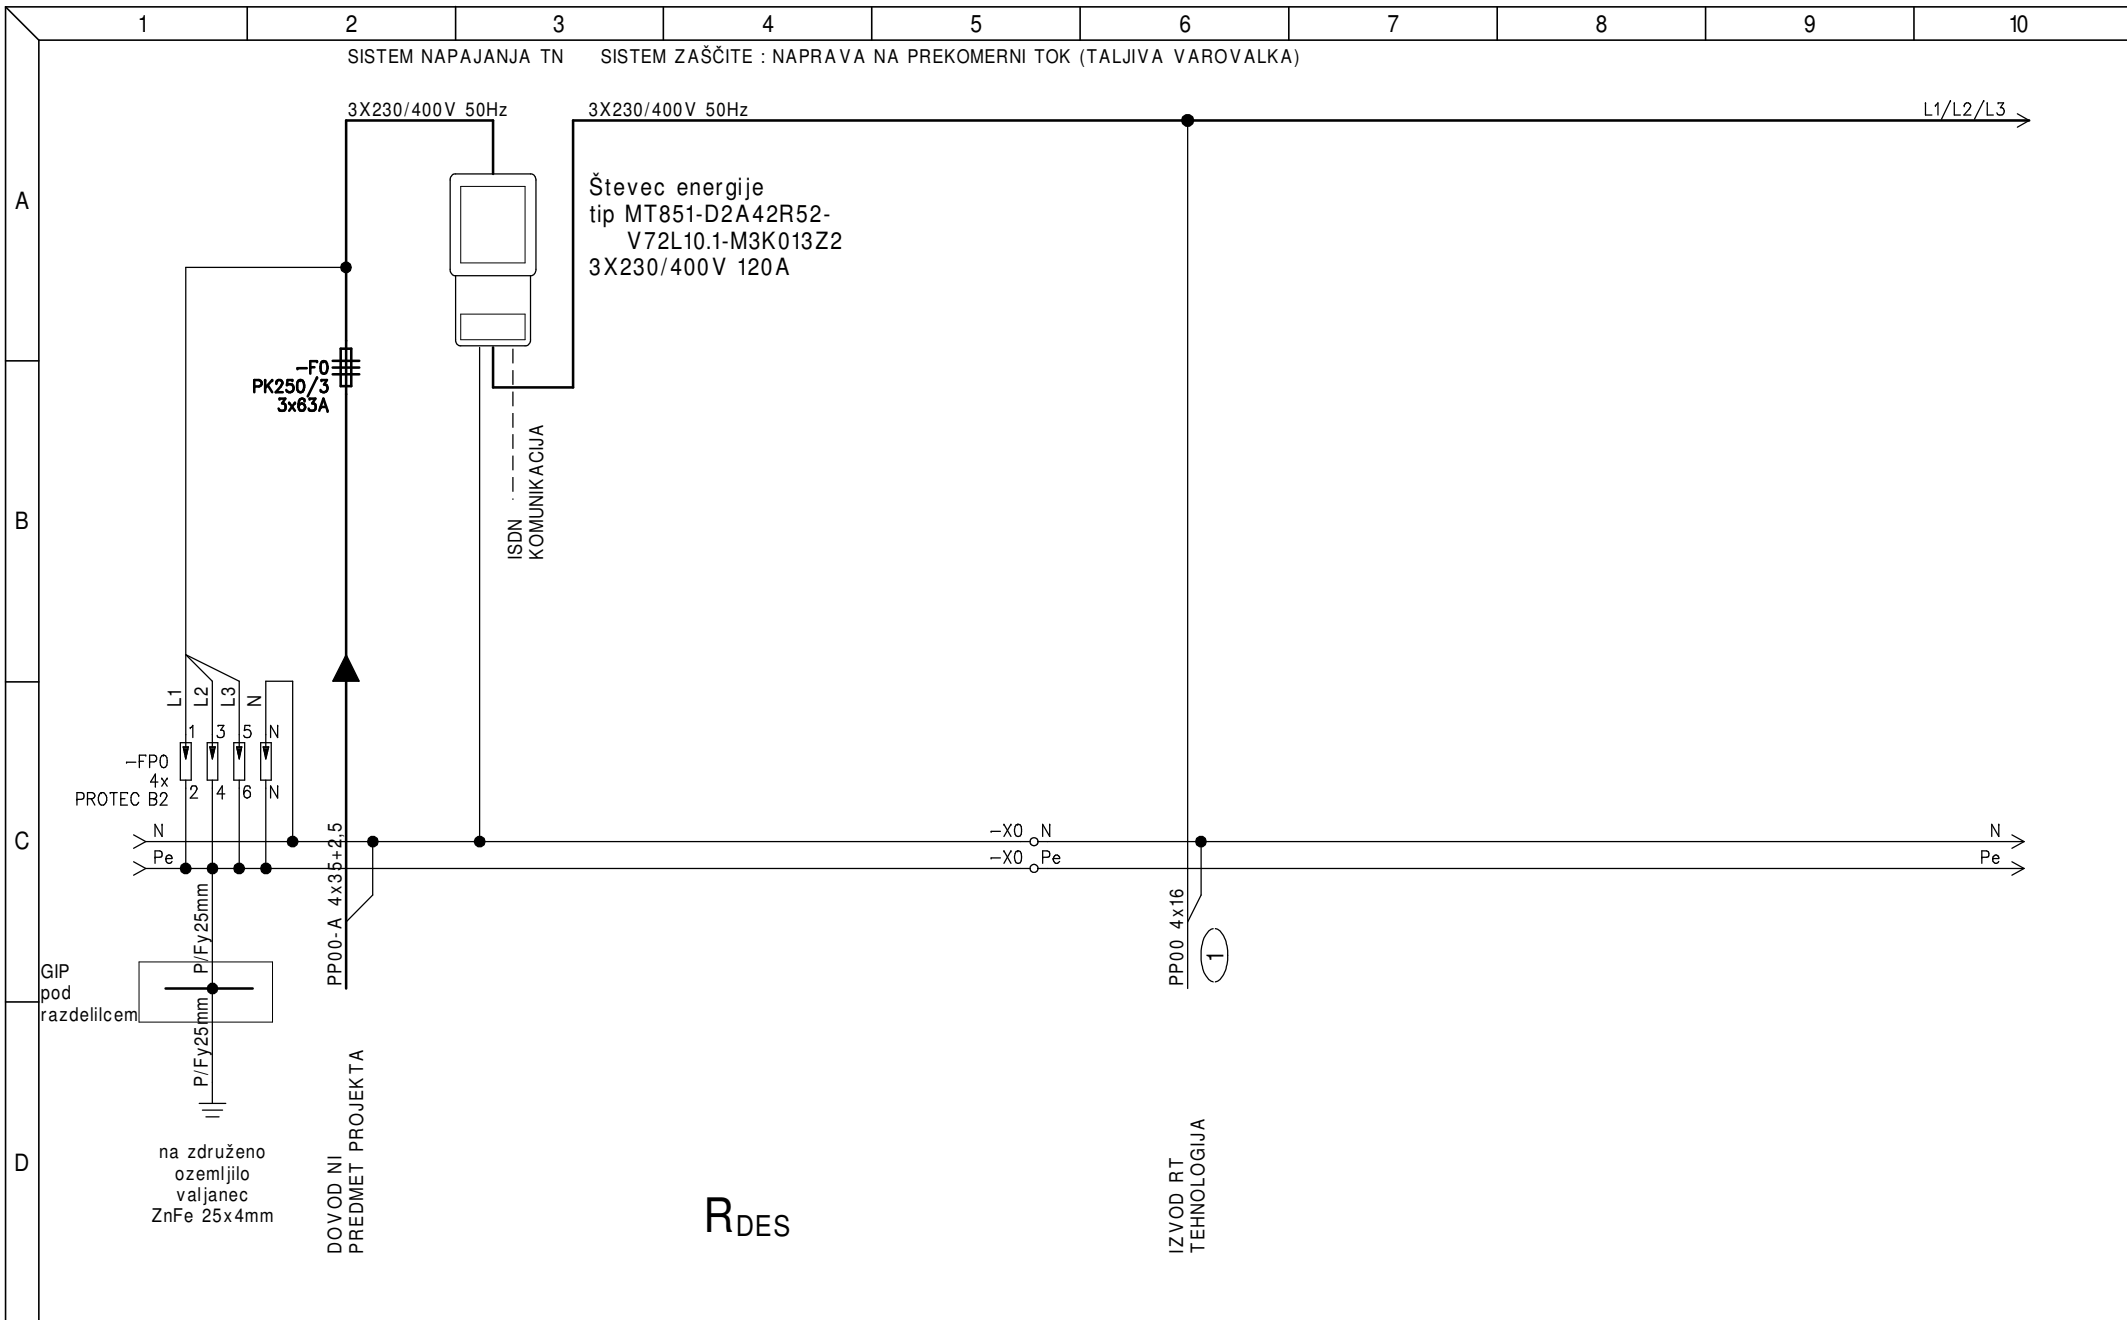 1 2 3 4 5 6 7 8 9 10
SISTEM NAPAJANJA TN SISTEM ZAŠČITE : NAPRAVA NA PREKOMERNI TOK (TALJIVA VAROVALKA)
3X230/400V 50Hz 3X230/400V 50Hz L1/L2/L3
A
Števec energije
tip MT851-D2A42R52-
V72L10.1-M3K013Z2
3X230/400V 120A
-F0
PK250/3
3x63A
B
ISDN
KOMUNIKACIJA
L1 L2 L3 N
1 3 5 N
-FP0
4x
PROTEC B2
2 4 6 N
C
N -X0 N N
Pe -X0 Pe Pe
P/Fy25mm
PP00-A 4x35+2,5
PP00 4x16
1
GIP
pod
razdelilcem
P/Fy25mm
D
na združeno
ozemljilo
valjanec
ZnFe 25x4mm
DOVOD NI
PREDMET PROJEKTA
RDES
IZVOD RT
TEHNOLOGIJA